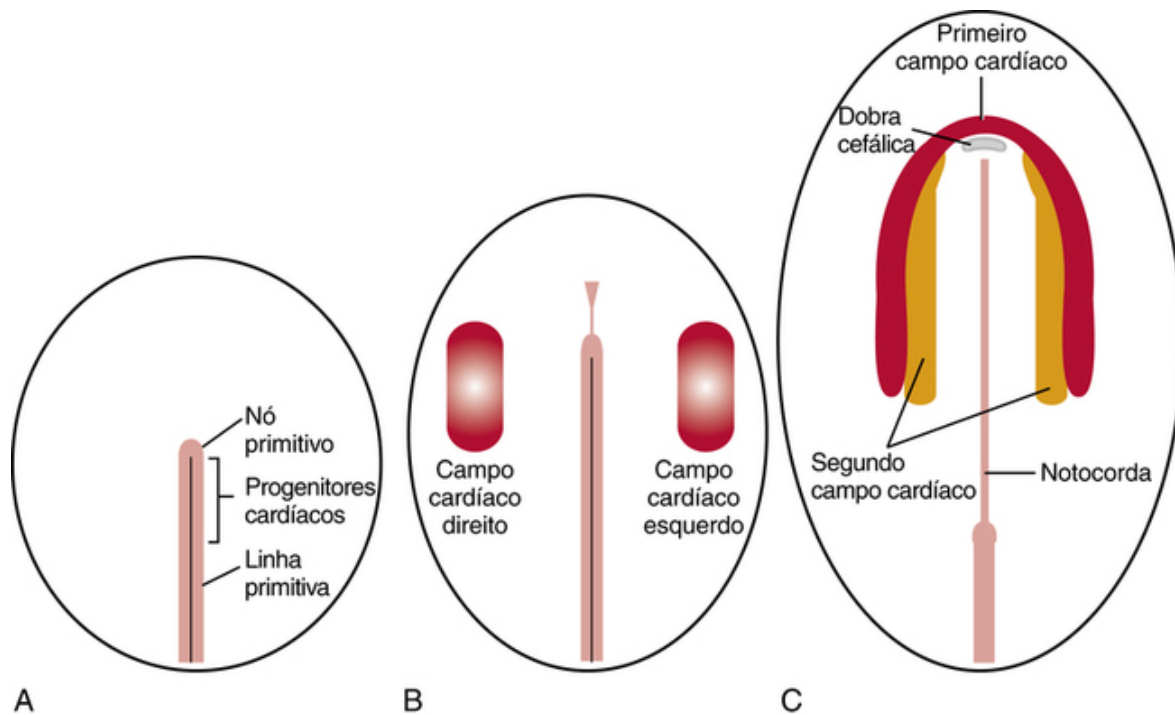 Nó
primitivo
Progenitores
cardíacos
Linha
primitiva
A
Campo
cardíaco
direito
Campo
cardíaco
esquerdo
B
Primeiro
campo cardíaco
Dobra
cefálica
Segundo
campo cardíaco
Notocorda
C